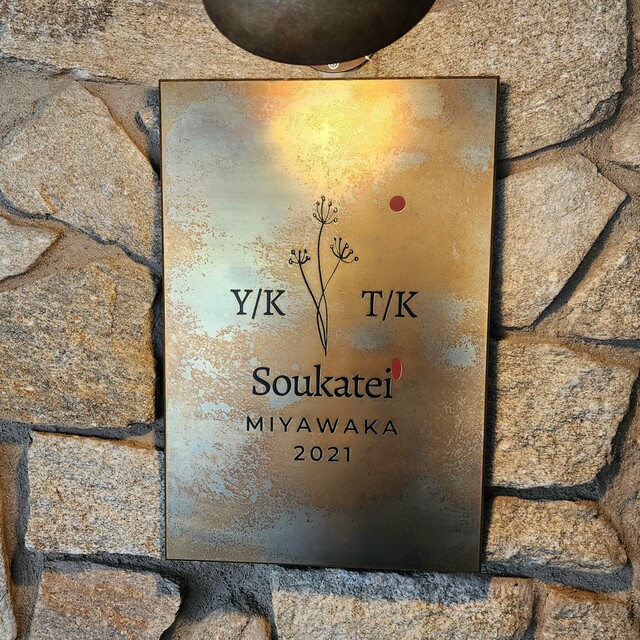 Y/K T/K
Soukatei
MIYAWAKA
2021